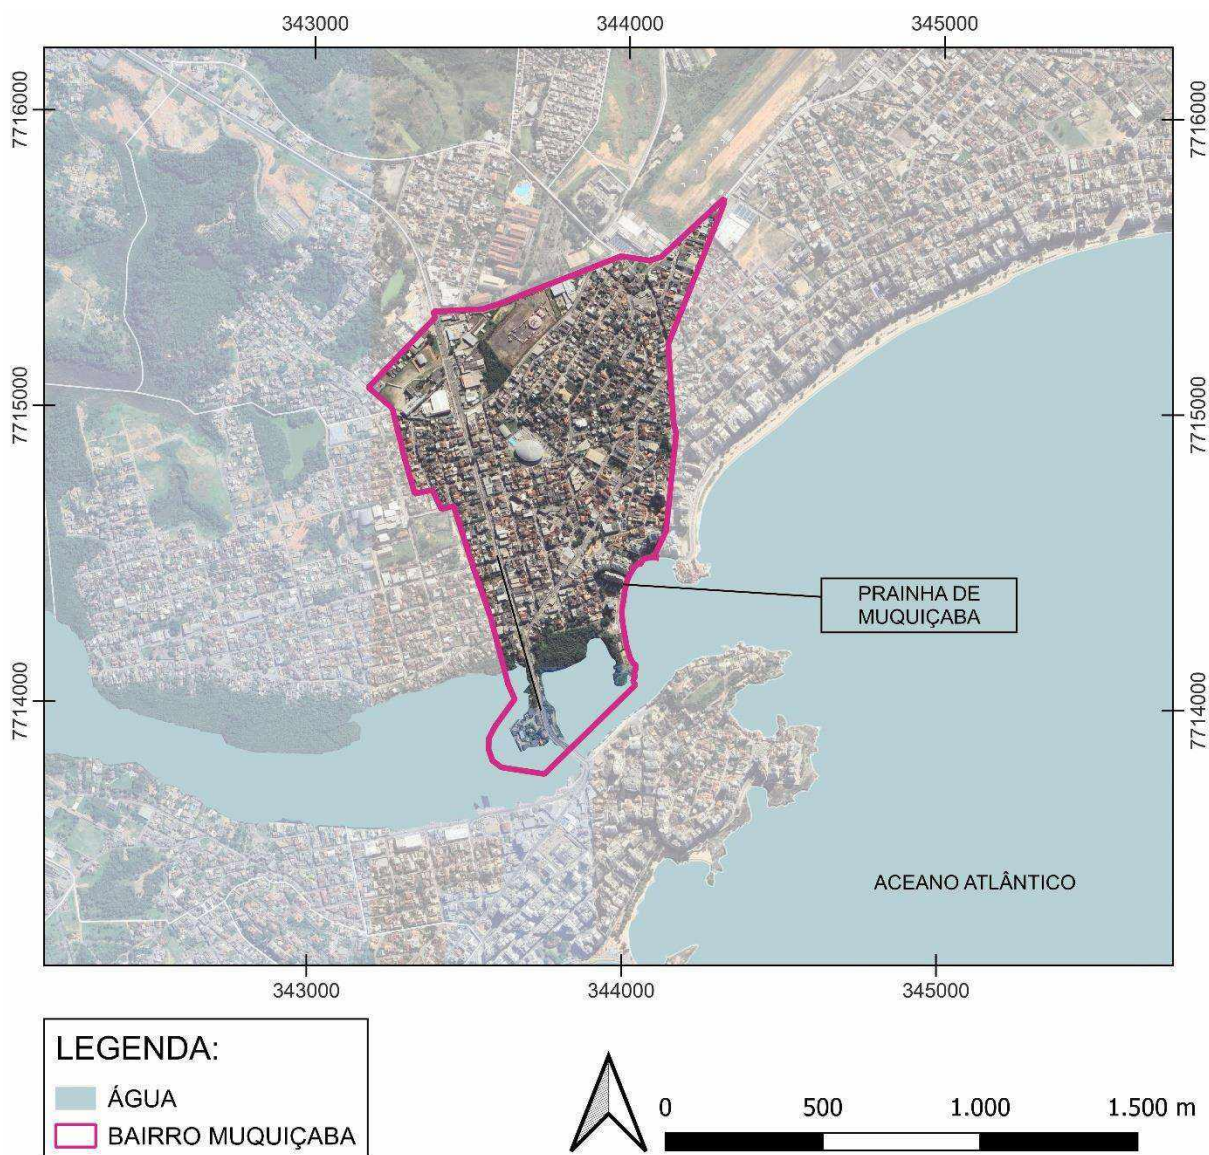 343000
344000
345000
7716000
7716000
7715000
7715000
PRAINHA DE
MUQUIÇABA
7714000
7714000
ACEANO ATLÂNTICO
343000
344000
345000
LEGENDA:
ÁGUA
BAIRRO MUQUIÇABA
0 500 1.000 1.500 m